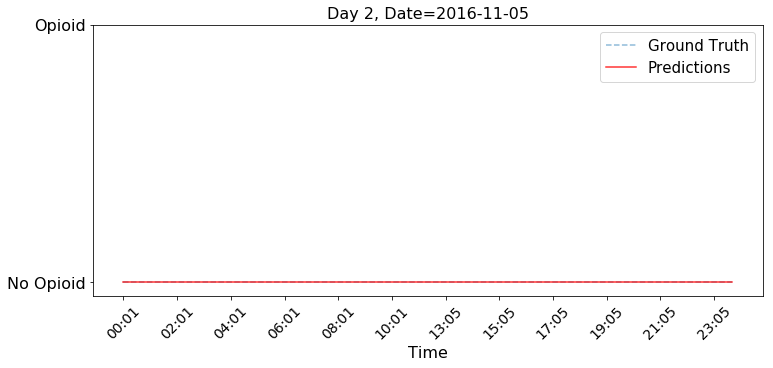 Day 2, Date=2016-11-05
Opioid
Ground Truth
Predictions
No Opioid
00:01
02:01
04:01
06:01
08:01
10:01
13:05
15:05
17:05
19:05
21:05
23:05
Time